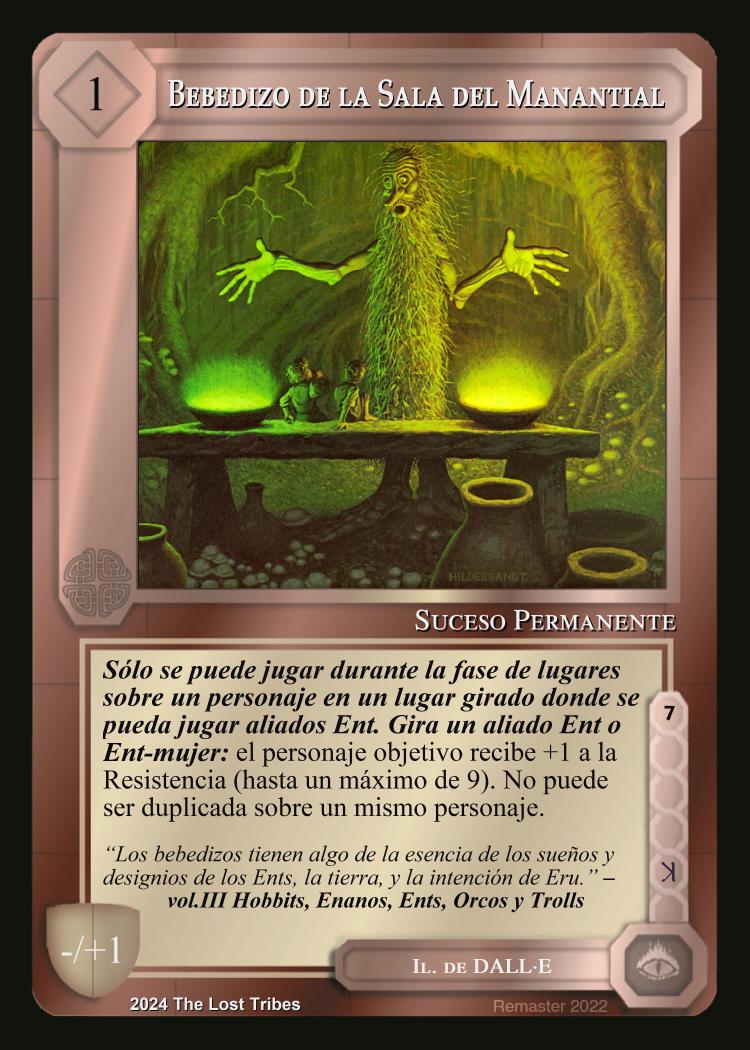 1
Bebedizo de la Sala del Manantial
HILDEBRANDT
Suceso Permanente
Sólo se puede jugar durante la fase de lugares
sobre un personaje en un lugar girado donde se
pueda jugar aliados Ent. Gira un aliado Ent o
Ent-mujer: el personaje objetivo recibe +1 a la
Resistencia (hasta un máximo de 9). No puede
ser duplicada sobre un mismo personaje.
7
“Los bebedizos tienen algo de la esencia de los sueños y
designios de los Ents, la tierra, y la intención de Eru.” –
vol.III Hobbits, Enanos, Ents, Orcos y Trolls
-/+1
Il. de DALL·E
2024 The Lost Tribes
Remaster 2022